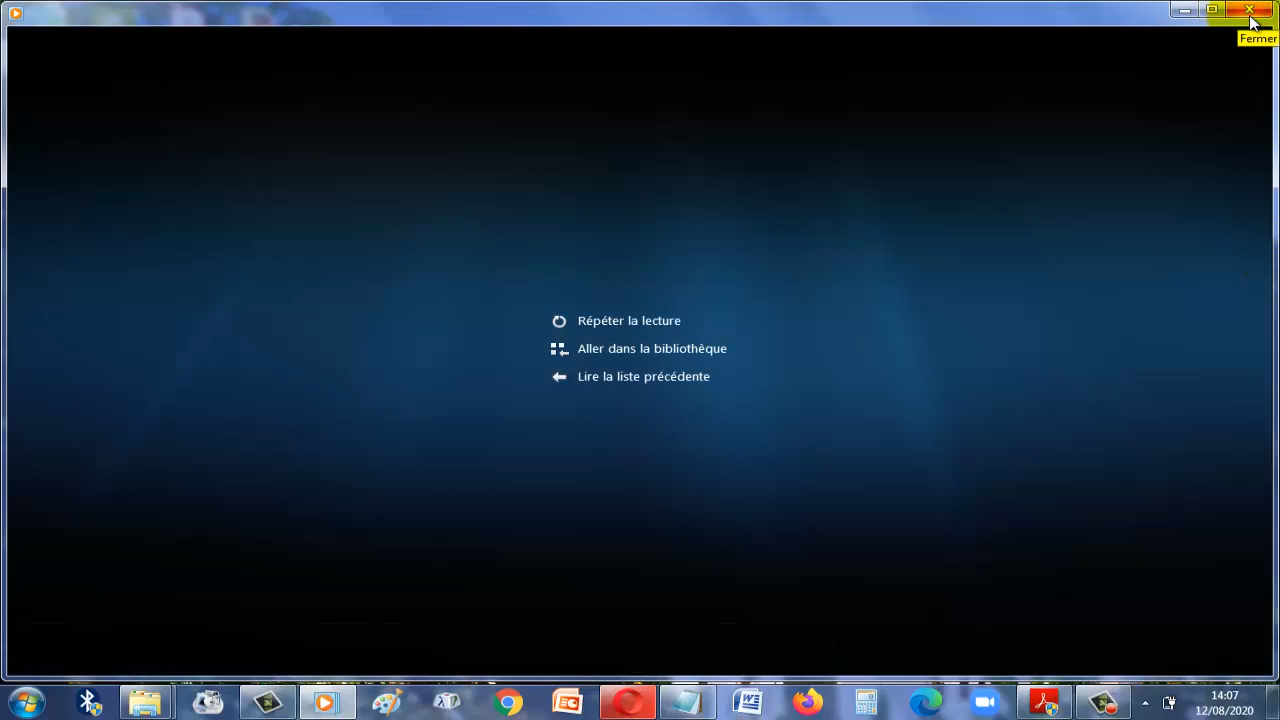 Fermer
Répéter la lecture
Aller dans la bibliothèque
Lire la liste précédente
14:07
12/08/2020